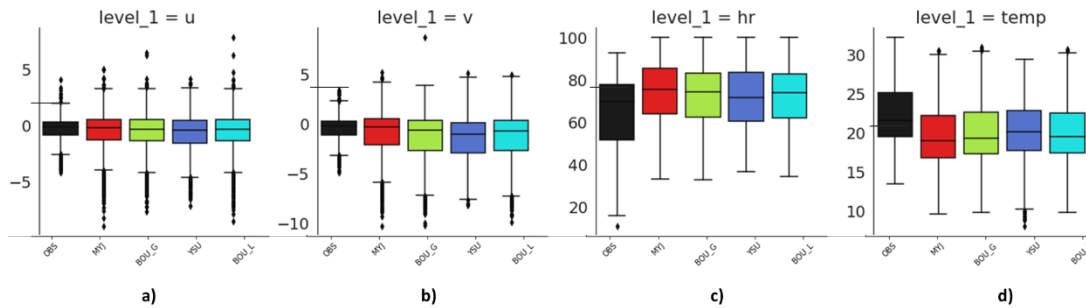 level_1 = u
5
0
−5
OBS MYJ BOU_G YSU BOU_L
a)
level_1 = v
5
0
−5
−10
OBS MYJ BOU_G YSU BOU_L
b)
level_1 = hr
100
80
60
40
20
OBS MYJ BOU_G YSU BOU_L
c)
level_1 = temp
30
25
20
15
10
OBS MYJ BOU_G YSU BOU_
d)